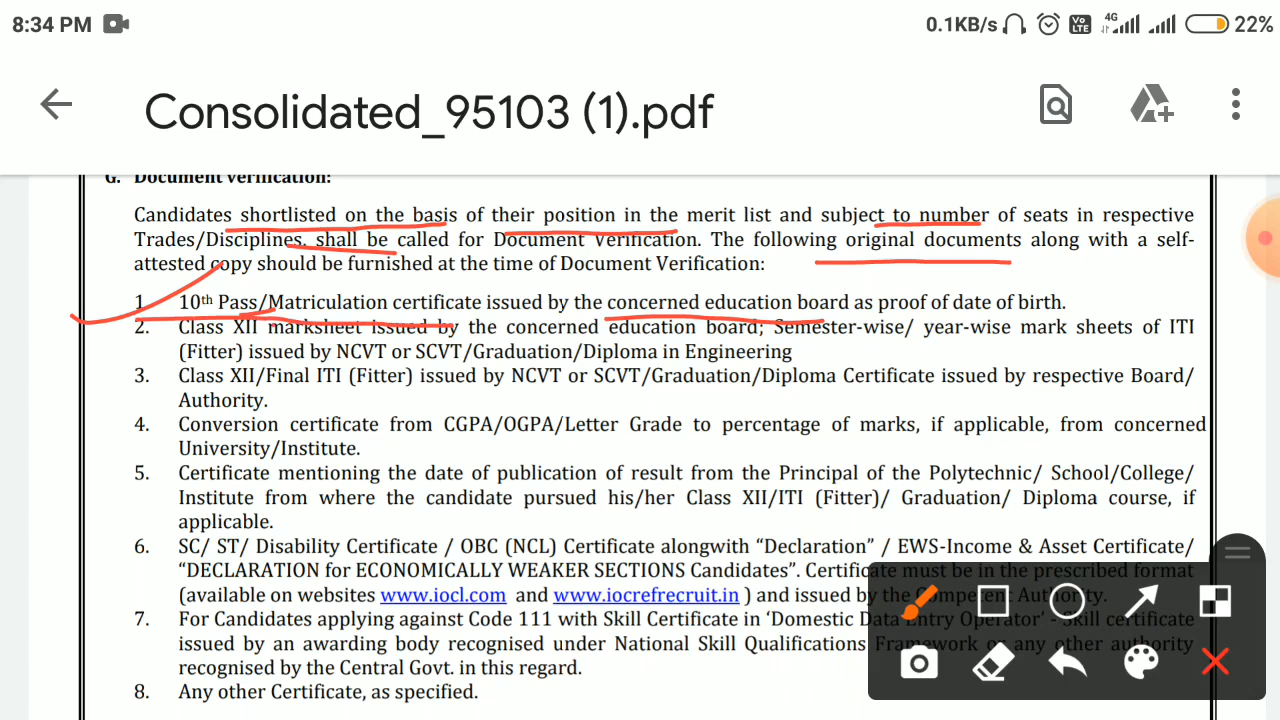 8:34 PM 0.1KB/s Vo LTE 4G 22%
Consolidated_95103 (1).pdf
G. Document verification:
Candidates shortlisted on the basis of their position in the merit list and subject to number of seats in respective
Trades/Disciplines, shall be called for Document Verification. The following original documents along with a self-
attested copy should be furnished at the time of Document Verification:
1. 10th Pass/Matriculation certificate issued by the concerned education board as proof of date of birth.
2. Class XII marksheet issued by the concerned education board; Semester-wise/ year-wise mark sheets of ITI
(Fitter) issued by NCVT or SCVT/Graduation/Diploma in Engineering
3. Class XII/Final ITI (Fitter) issued by NCVT or SCVT/Graduation/Diploma Certificate issued by respective Board/
Authority.
4. Conversion certificate from CGPA/OGPA/Letter Grade to percentage of marks, if applicable, from concerned
University/Institute.
5. Certificate mentioning the date of publication of result from the Principal of the Polytechnic/ School/College/
Institute from where the candidate pursued his/her Class XII/ITI (Fitter)/ Graduation/ Diploma course, if
applicable.
6. SC/ ST/ Disability Certificate / OBC (NCL) Certificate alongwith “Declaration” / EWS-Income & Asset Certificate/
“DECLARATION for ECONOMICALLY WEAKER SECTIONS Candidates”. Certificate must be in the prescribed format
(available on websites www.iocl.com and www.iocrefrecruit.in ) and issued by the Competent Authority.
7. For Candidates applying against Code 111 with Skill Certificate in ‘Domestic Data Entry Operator’ - Skill certificate
issued by an awarding body recognised under National Skill Qualifications Framework or any other authority
recognised by the Central Govt. in this regard.
8. Any other Certificate, as specified.